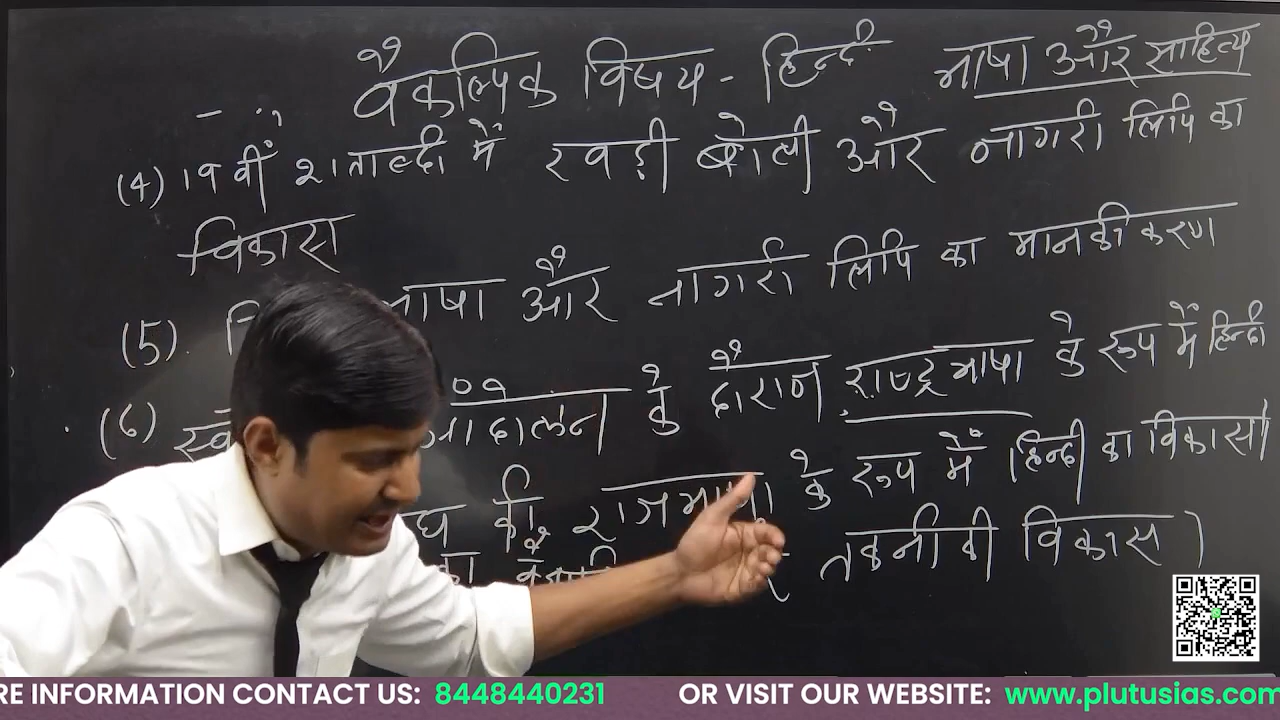 वैकल्पिक विषय - हिन्दी भाषा और साहित्य
(4) 19वीं शताब्दी में खड़ी बोली और नागरी लिपि का
विकास
(5) भाषा और नागरी लिपि का मानकीकरण
(6) आंदोलन के दौरान राष्ट्रभाषा के रूप में हिन्दी
की राजभाषा के रूप में हिन्दी का विकास।
का तकनीकी विकास।
RE INFORMATION CONTACT US: 8448440231 OR VISIT OUR WEBSITE: www.plutusias.com